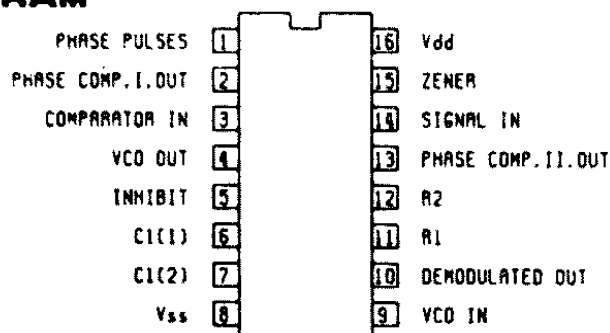 PHASE PULSES 1 16 Vdd
PHASE COMP.I.OUT 2 15 ZENER
COMPARATOR IN 3 14 SIGNAL IN
VCO OUT 4 13 PHASE COMP.II.OUT
INHIBIT 5 12 R2
C1(1) 6 11 R1
C1(2) 7 10 DEMODULATED OUT
Vss 8 9 VCO IN